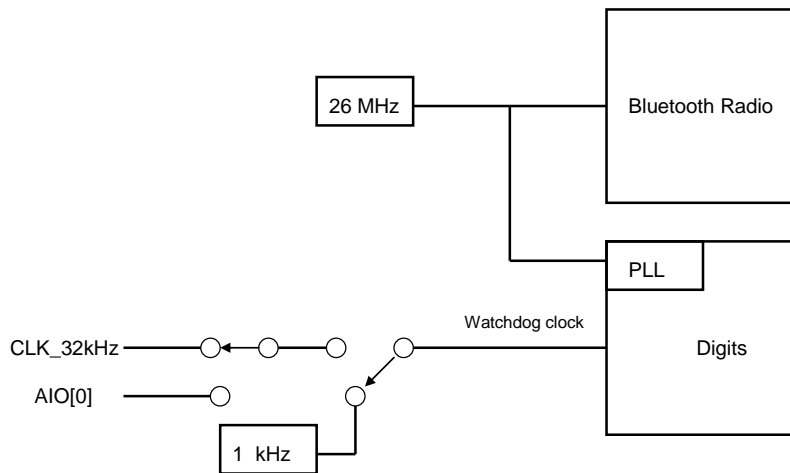 26 MHz
Bluetooth Radio
PLL
Watchdog clock
CLK_32kHz
Digits
AIO[0]
1 kHz